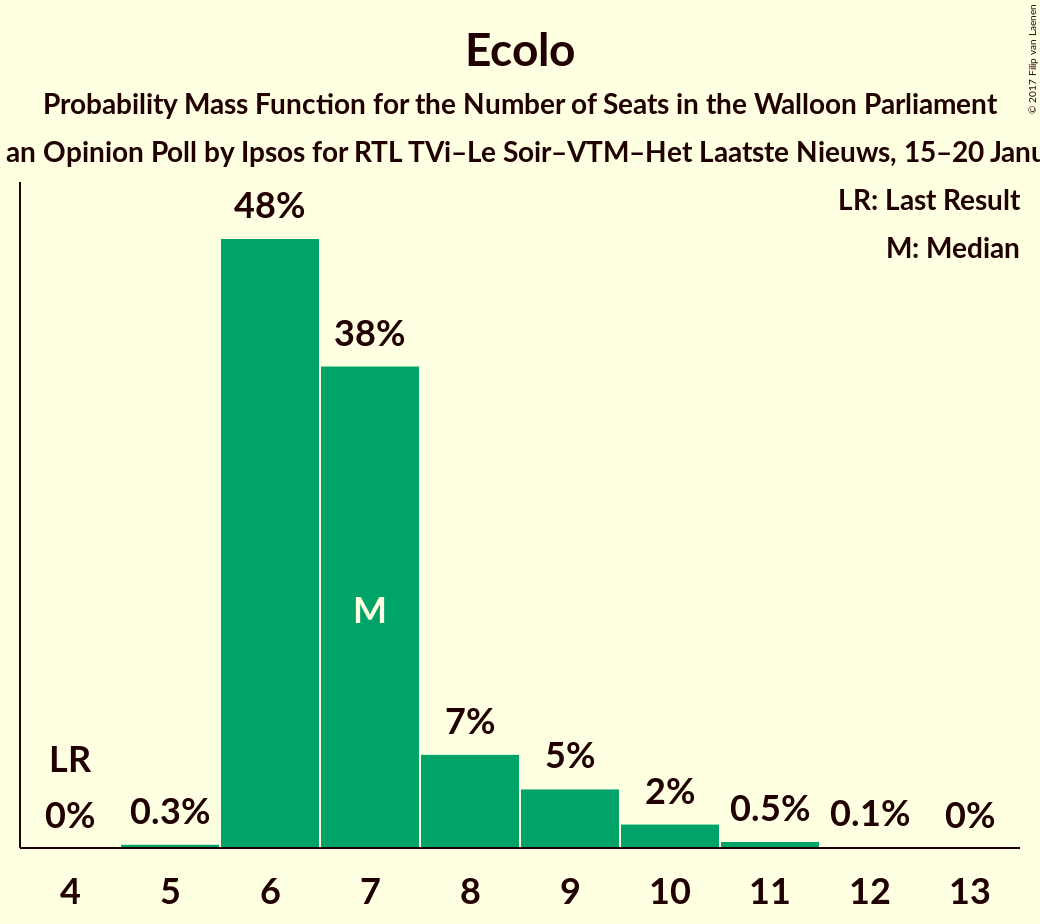 Ecolo
Probability Mass Function for the Number of Seats in the Walloon Parliament
an Opinion Poll by Ipsos for RTL TVi–Le Soir–VTM–Het Laatste Nieuws, 15–20 Janu
© 2017 Filip van Laenen
LR: Last Result
M: Median
48%
38%
M
7%
5%
2%
0.5%
0.1%
0%
LR
0%
0.3%
4 5 6 7 8 9 10 11 12 13